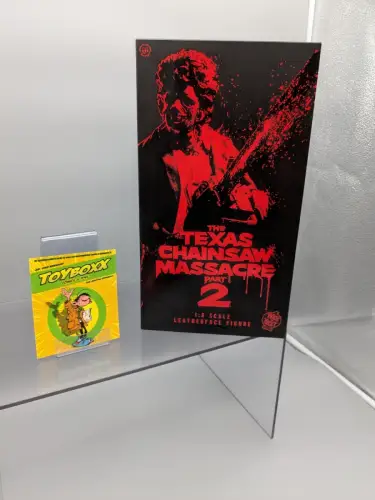 TOYBOXX
THE
TEXAS
CHAINSAW
MASSACRE
PART
2
1:6 SCALE
LEATHERFACE FIGURE